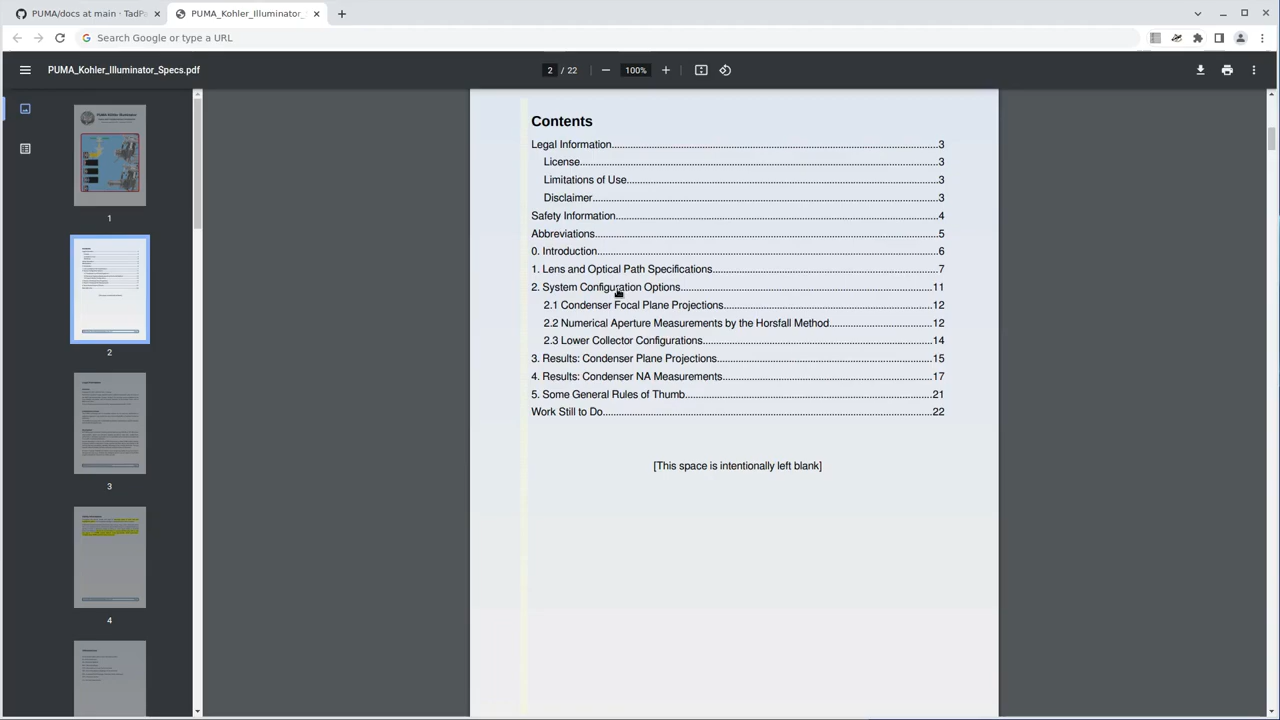 PUMA/docs at main · TadP
PUMA_Kohler_Illuminator_
Search Google or type a URL
PUMA_Kohler_Illuminator_Specs.pdf
2 / 22
100%
1
2
3
4
Contents
Legal Information....................3
License....................3
Limitations of Use....................3
Disclaimer....................3
Safety Information....................4
Abbreviations....................5
0. Introduction....................6
1. Lens and Optical Path Specifications....................7
2. System Configuration Options....................11
2.1 Condenser Focal Plane Projections....................12
2.2 Numerical Aperture Measurements by the Horsfall Method....................12
2.3 Lower Collector Configurations....................14
3. Results: Condenser Plane Projections....................15
4. Results: Condenser NA Measurements....................17
5. Some General Rules of Thumb....................21
Work Still to Do....................22
[This space is intentionally left blank]